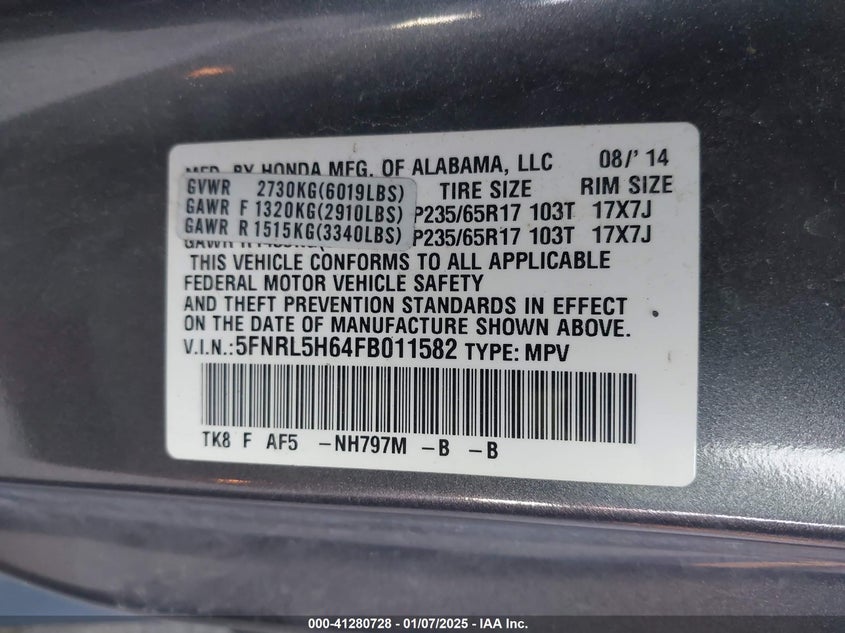 MFD. BY HONDA MFG. OF ALABAMA, LLC 08/' 14
GVWR 2730KG(6019LBS) TIRE SIZE RIM SIZE
GAWR F 1320KG(2910LBS) P235/65R17 103T 17X7J
GAWR R 1515KG(3340LBS) P235/65R17 103T 17X7J
THIS VEHICLE CONFORMS TO ALL APPLICABLE
FEDERAL MOTOR VEHICLE SAFETY
AND THEFT PREVENTION STANDARDS IN EFFECT
ON THE DATE OF MANUFACTURE SHOWN ABOVE.
V.I.N.:5FNRL5H64FB011582 TYPE: MPV
TK8 F AF5 -NH797M -B -B
000-41280728 - 01/07/2025 - IAA Inc.